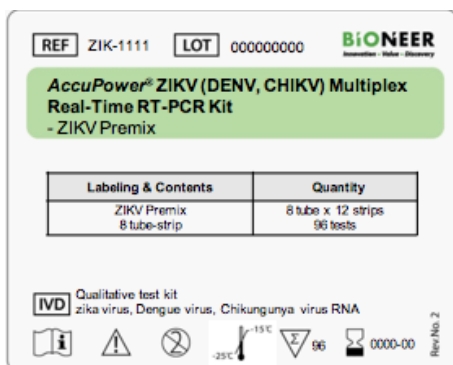 REF ZIK-1111 LOT 000000000 BiONEER
Innovation · Value · Discovery
AccuPower® ZIKV (DENV, CHIKV) Multiplex
Real-Time RT-PCR Kit
- ZIKV Premix
Labeling & Contents Quantity
ZIKV Premix 8 tube x 12 strips
8 tube-strip 96 tests
IVD Qualitative test kit
zika virus, Dengue virus, Chikungunya virus RNA
i 2 -25℃ -15℃ Σ 96 0000-00
Rev.No. 2